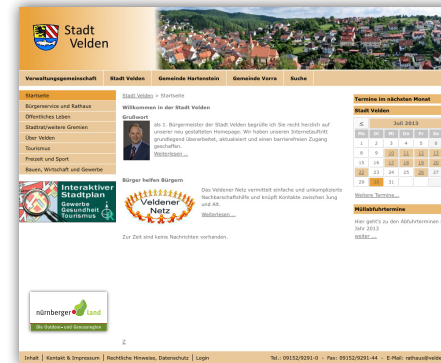 Stadt
Velden
Verwaltungsgemeinschaft
Stadt Velden
Gemeinde Hartenstein
Gemeinde Vorra
Suche
Startseite
Bürgerservice und Rathaus
Öffentliches Leben
Stadtrat/weitere Gremien
Über Velden
Tourismus
Freizeit und Sport
Bauen, Wirtschaft und Gewerbe
Interaktiver
Stadtplan
Gewerbe
Gesundheit
Tourismus
nürnberger land
Die Outdoor- und Genussregion
Stadt Velden > Startseite
Willkommen in der Stadt Velden
Grußwort
als 1. Bürgermeister der Stadt Velden begrüße ich Sie recht herzlich auf
unserer neu gestalteten Homepage. Wir haben unseren Internetauftritt
grundlegend überarbeitet, aktualisiert und einen barrierefreien Zugang
geschaffen.
Weiterlesen ...
Bürger helfen Bürgern
Veldener
Netz
Das Veldener Netz vermittelt einfache und unkomplizierte
Nachbarschaftshilfe und knüpft Kontakte zwischen Jung
und Alt.
Weiterlesen ...
Zur Zeit sind keine Nachrichten vorhanden.
Termine im nächsten Monat
Stadt Velden
≤ Juli 2013
Mo Di Mi Do Fr Sa
1 2 3 4 5 6
8 9 10 11 12 13
15 16 17 18 19 20
22 23 24 25 26 27
29 30 31
Weitere Termine...
Müllabfuhrtermine
Hier geht's zu den Abfuhrterminen
Jahr 2013
weiter ...
Inhalt | Kontakt & Impressum | Rechtliche Hinweise, Datenschutz | Login
Tel.: 09152/9291-0 - Fax: 09152/9291-44 - E-Mail: rathaus@velde